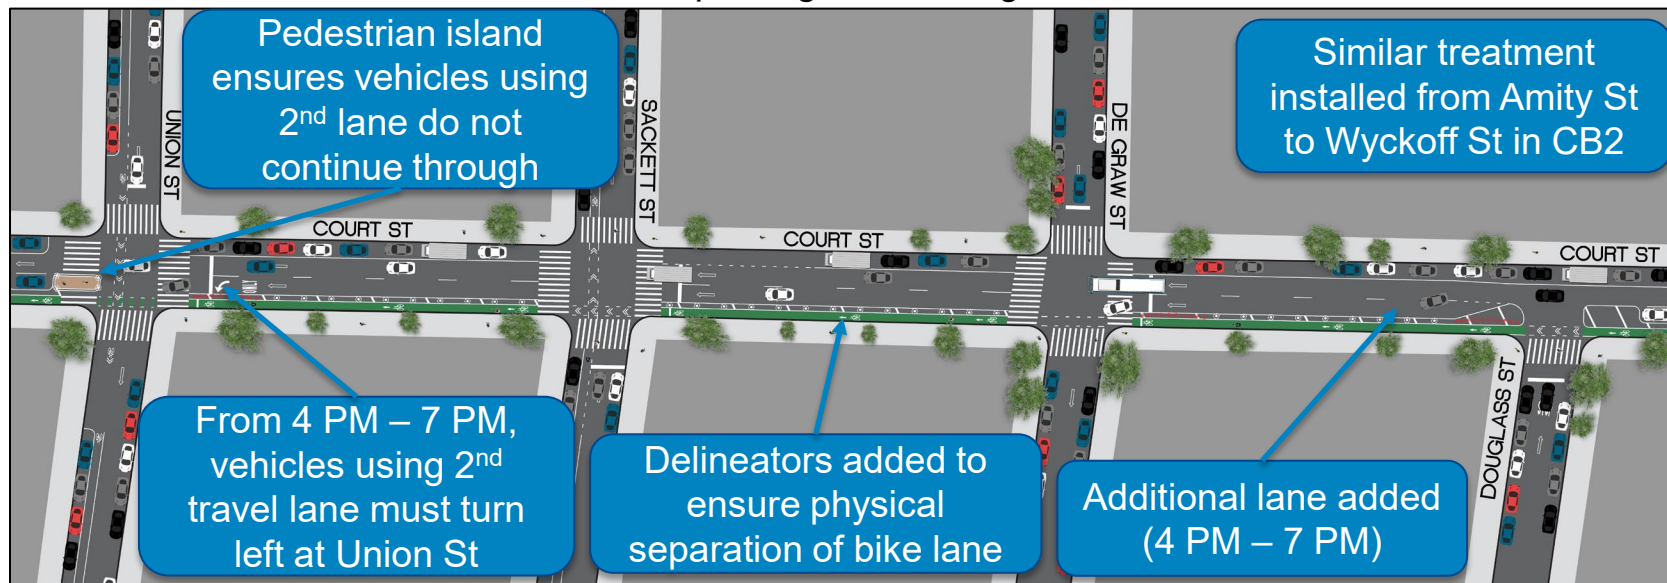 Pedestrian island
ensures vehicles using
2nd lane do not
continue through
Similar treatment
installed from Amity St
to Wyckoff St in CB2
UNION ST
SACKETT ST
DE GRAW ST
COURT ST
COURT ST
COURT ST
DOUGLASS ST
From 4 PM – 7 PM,
vehicles using 2nd
travel lane must turn
left at Union St
Delineators added to
ensure physical
separation of bike lane
Additional lane added
(4 PM – 7 PM)